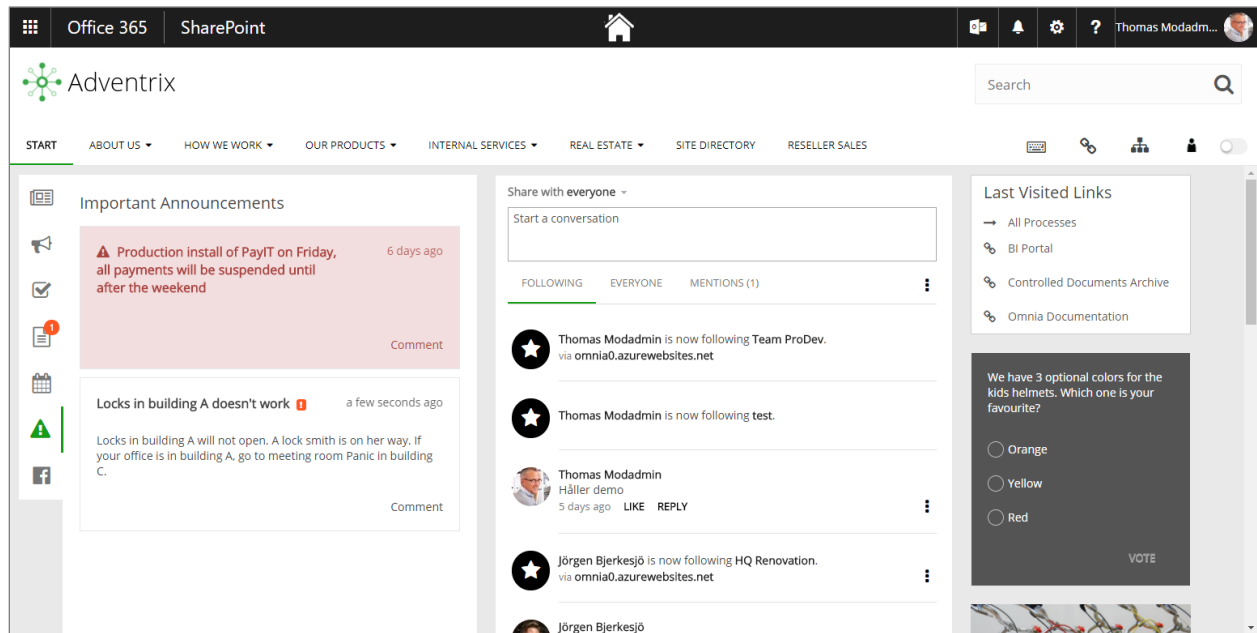 Office 365
SharePoint
Thomas Modadm...
Adventrix
Search
START
ABOUT US
HOW WE WORK
OUR PRODUCTS
INTERNAL SERVICES
REAL ESTATE
SITE DIRECTORY
RESELLER SALES
1
Important Announcements
Production install of PayIT on Friday,
all payments will be suspended until
after the weekend
6 days ago
Comment
Locks in building A doesn't work
a few seconds ago
Locks in building A will not open. A lock smith is on her way. If
your office is in building A, go to meeting room Panic in building
C.
Comment
Share with everyone
Start a conversation
FOLLOWING
EVERYONE
MENTIONS (1)
Thomas Modadmin is now following Team ProDev.
via omnia0.azurewebsites.net
Thomas Modadmin is now following test.
Thomas Modadmin
Håller demo
5 days ago LIKE REPLY
Jörgen Bjerkesjö is now following HQ Renovation.
via omnia0.azurewebsites.net
Jörgen Bjerkesjö
Last Visited Links
All Processes
BI Portal
Controlled Documents Archive
Omnia Documentation
We have 3 optional colors for the
kids helmets. Which one is your
favourite?
Orange
Yellow
Red
VOTE